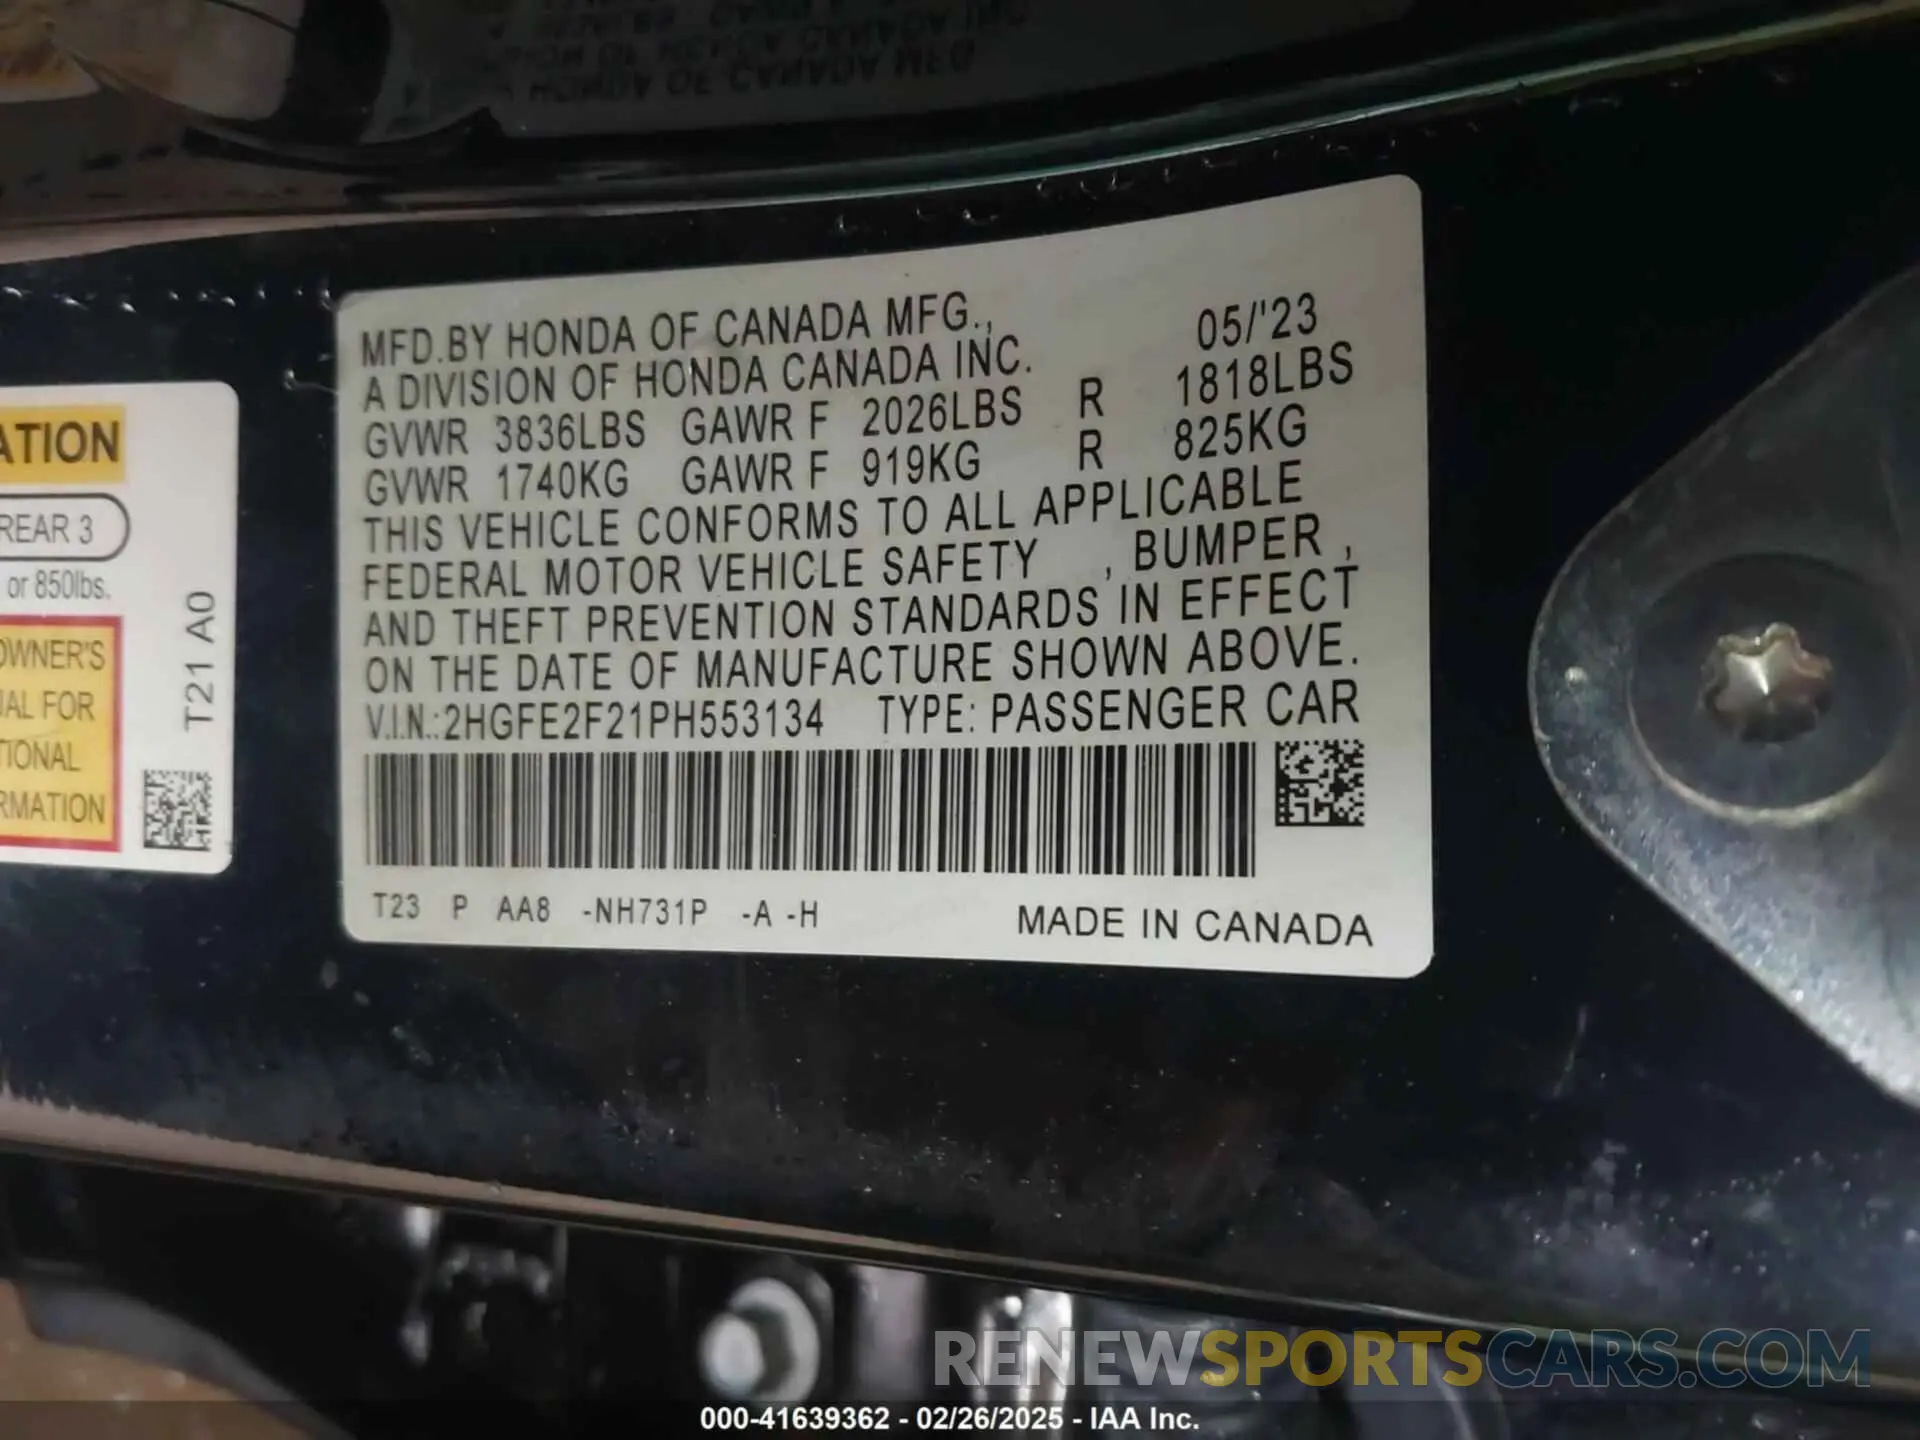 MFD.BY HONDA OF CANADA MFG., 05/'23
A DIVISION OF HONDA CANADA INC.
GVWR 3836LBS GAWR F 2026LBS R 1818LBS
GVWR 1740KG GAWR F 919KG R 825KG
THIS VEHICLE CONFORMS TO ALL APPLICABLE
FEDERAL MOTOR VEHICLE SAFETY , BUMPER ,
AND THEFT PREVENTION STANDARDS IN EFFECT
ON THE DATE OF MANUFACTURE SHOWN ABOVE.
V.I.N.:2HGFE2F21PH553134 TYPE: PASSENGER CAR
T23 P AA8 -NH731P -A -H MADE IN CANADA
ATION
REAR 3
or 850lbs.
OWNER'S
UAL FOR
TIONAL
RMATION
T21 A0
RENEWSPORTSCARS.COM
000-41639362 - 02/26/2025 - IAA Inc.